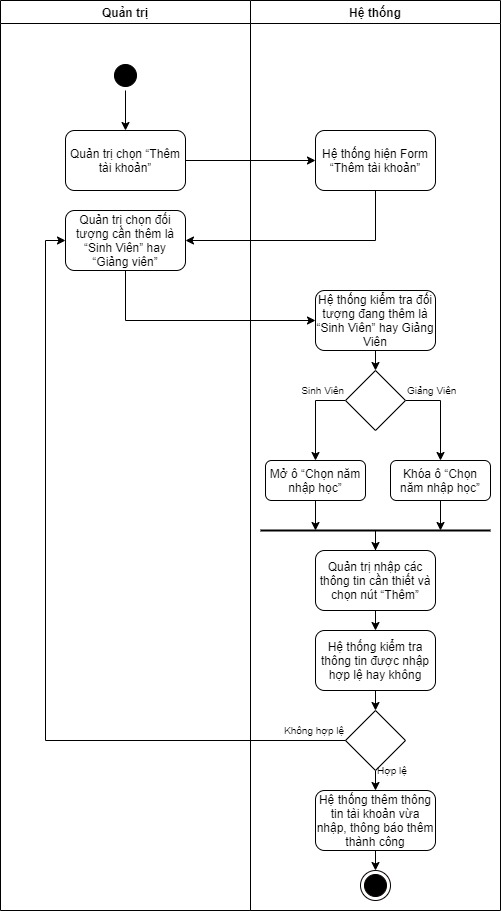 Quản trị
Hệ thống
Quản trị chọn “Thêm
tài khoản”
Hệ thống hiện Form
“Thêm tài khoản”
Quản trị chọn đối
tượng cần thêm là
“Sinh Viên” hay
“Giảng viên”
Hệ thống kiểm tra đối
tượng đang thêm là
“Sinh Viên” hay Giảng
Viên
Sinh Viên
Giảng Viên
Mở ô “Chọn năm
nhập học”
Khóa ô “Chọn
năm nhập học”
Quản trị nhập các
thông tin cần thiết và
chọn nút “Thêm”
Hệ thống kiểm tra
thông tin được nhập
hợp lệ hay không
Không hợp lệ
Hợp lệ
Hệ thống thêm thông
tin tài khoản vừa
nhập, thông báo thêm
thành công